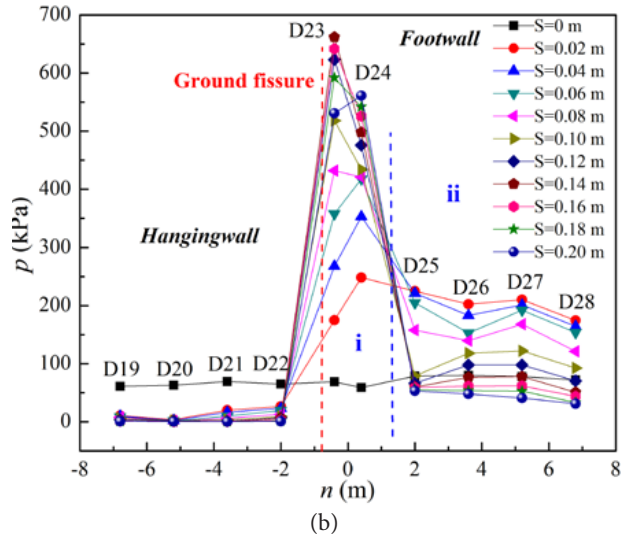 (b)
D23
Footwall
D24
Ground fissure
Hangingwall
ii
i
D19
D20
D21
D22
D25
D26
D27
D28
S=0 m
S=0.02 m
S=0.04 m
S=0.06 m
S=0.08 m
S=0.10 m
S=0.12 m
S=0.14 m
S=0.16 m
S=0.18 m
S=0.20 m
p (kPa)
700
600
500
400
300
200
100
0
-8 -6 -4 -2 0 2 4 6 8
n (m)
(b)